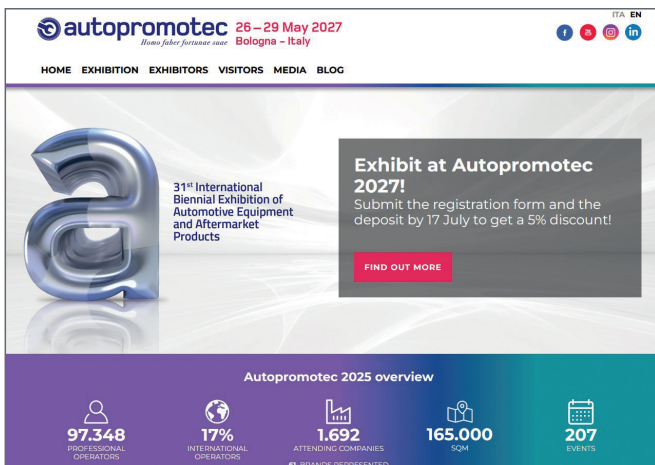 ITA EN
autopromotec
Homo faber fortunae suae
26 – 29 May 2027
Bologna – Italy
HOME EXHIBITION EXHIBITORS VISITORS MEDIA BLOG
31st International
Biennial Exhibition of
Automotive Equipment
and Aftermarket
Products
Exhibit at Autopromotec
2027!
Submit the registration form and the
deposit by 17 July to get a 5% discount!
FIND OUT MORE
Autopromotec 2025 overview
97.348
PROFESSIONAL
OPERATORS
17%
INTERNATIONAL
OPERATORS
1.692
ATTENDING COMPANIES
61 BRANDS REPRESENTED
165.000
SQM
207
EVENTS